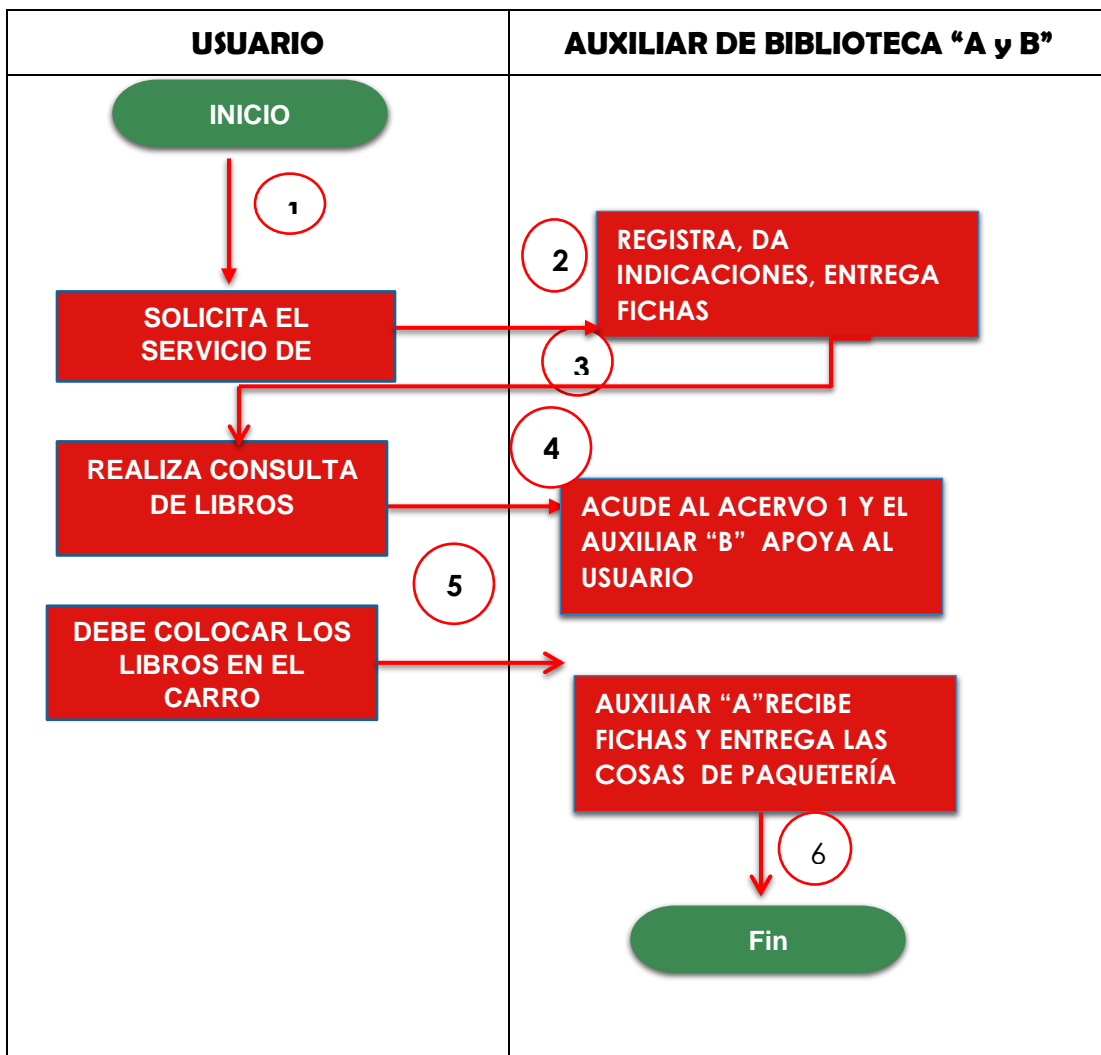 USUARIO
AUXILIAR DE BIBLIOTECA “A y B”
INICIO
1
2
REGISTRA, DA
INDICACIONES, ENTREGA
FICHAS
SOLICITA EL
SERVICIO DE
3
4
REALIZA CONSULTA
DE LIBROS
ACUDE AL ACERVO 1 Y EL
AUXILIAR “B” APOYA AL
USUARIO
5
DEBE COLOCAR LOS
LIBROS EN EL
CARRO
AUXILIAR “A”RECIBE
FICHAS Y ENTREGA LAS
COSAS DE PAQUETERÍA
6
Fin